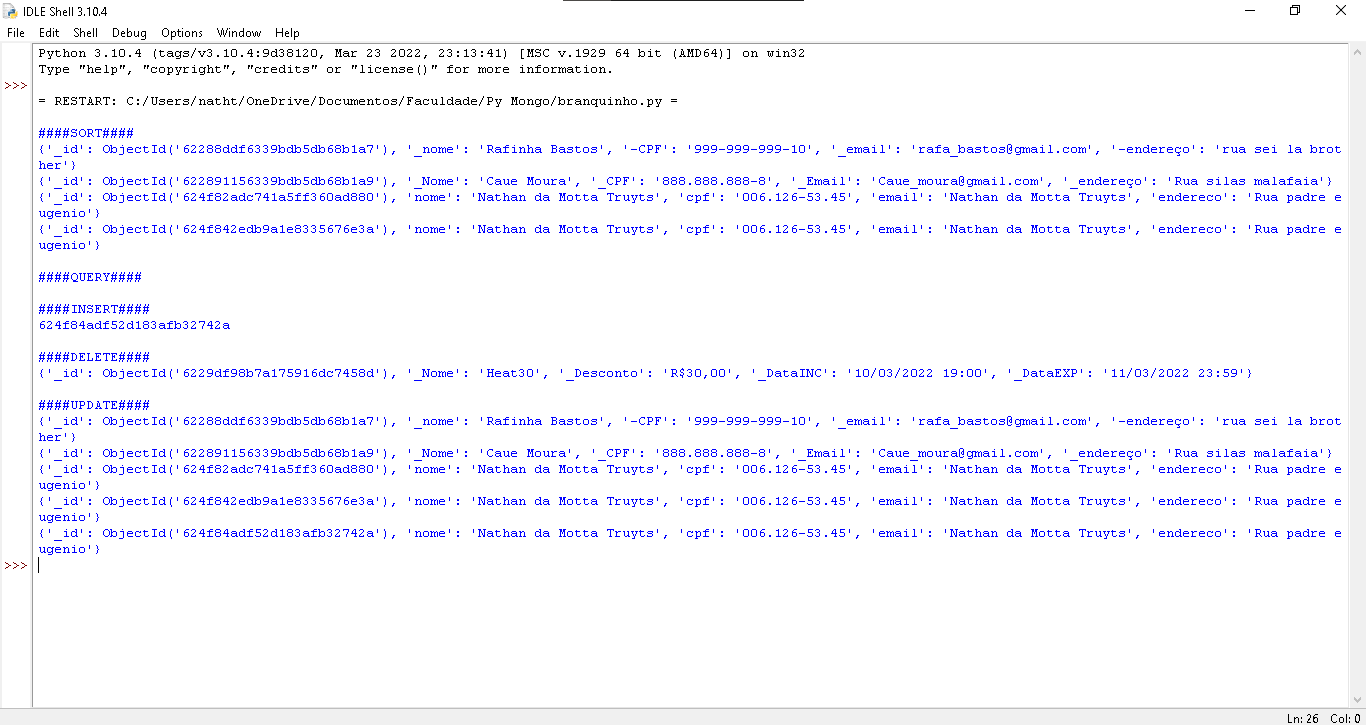 IDLE Shell 3.10.4
File Edit Shell Debug Options Window Help
Python 3.10.4 (tags/v3.10.4:9d38120, Mar 23 2022, 23:13:41) [MSC v.1929 64 bit (AMD64)] on win32
Type "help", "copyright", "credits" or "license()" for more information.
>>>
= RESTART: C:/Users/natht/OneDrive/Documentos/Faculdade/Py Mongo/branquinho.py =
####SORT####
{'_id': ObjectId('62288ddf6339bdb5db68b1a7'), '_nome': 'Rafinha Bastos', '-CPF': '999-999-999-10', '_email': 'rafa_bastos@gmail.com', '-endereço': 'rua sei la brot
her'}
{'_id': ObjectId('622891156339bdb5db68b1a9'), '_Nome': 'Caue Moura', '_CPF': '888.888.888-8', '_Email': 'Caue_moura@gmail.com', '_endereço': 'Rua silas malafaia'}
{'_id': ObjectId('624f82adc741a5ff360ad880'), 'nome': 'Nathan da Motta Truyts', 'cpf': '006.126-53.45', 'email': 'Nathan da Motta Truyts', 'endereco': 'Rua padre e
ugenio'}
{'_id': ObjectId('624f842edb9a1e8335676e3a'), 'nome': 'Nathan da Motta Truyts', 'cpf': '006.126-53.45', 'email': 'Nathan da Motta Truyts', 'endereco': 'Rua padre e
ugenio'}
####QUERY####
####INSERT####
624f84adf52d183afb32742a
####DELETE####
{'_id': ObjectId('6229df98b7a175916dc7458d'), '_Nome': 'Heat30', '_Desconto': 'R$30,00', '_DataINC': '10/03/2022 19:00', '_DataEXP': '11/03/2022 23:59'}
####UPDATE####
{'_id': ObjectId('62288ddf6339bdb5db68b1a7'), '_nome': 'Rafinha Bastos', '-CPF': '999-999-999-10', '_email': 'rafa_bastos@gmail.com', '-endereço': 'rua sei la brot
her'}
{'_id': ObjectId('622891156339bdb5db68b1a9'), '_Nome': 'Caue Moura', '_CPF': '888.888.888-8', '_Email': 'Caue_moura@gmail.com', '_endereço': 'Rua silas malafaia'}
{'_id': ObjectId('624f82adc741a5ff360ad880'), 'nome': 'Nathan da Motta Truyts', 'cpf': '006.126-53.45', 'email': 'Nathan da Motta Truyts', 'endereco': 'Rua padre e
ugenio'}
{'_id': ObjectId('624f842edb9a1e8335676e3a'), 'nome': 'Nathan da Motta Truyts', 'cpf': '006.126-53.45', 'email': 'Nathan da Motta Truyts', 'endereco': 'Rua padre e
ugenio'}
{'_id': ObjectId('624f84adf52d183afb32742a'), 'nome': 'Nathan da Motta Truyts', 'cpf': '006.126-53.45', 'email': 'Nathan da Motta Truyts', 'endereco': 'Rua padre e
ugenio'}
>>>
Ln: 26 Col: 0